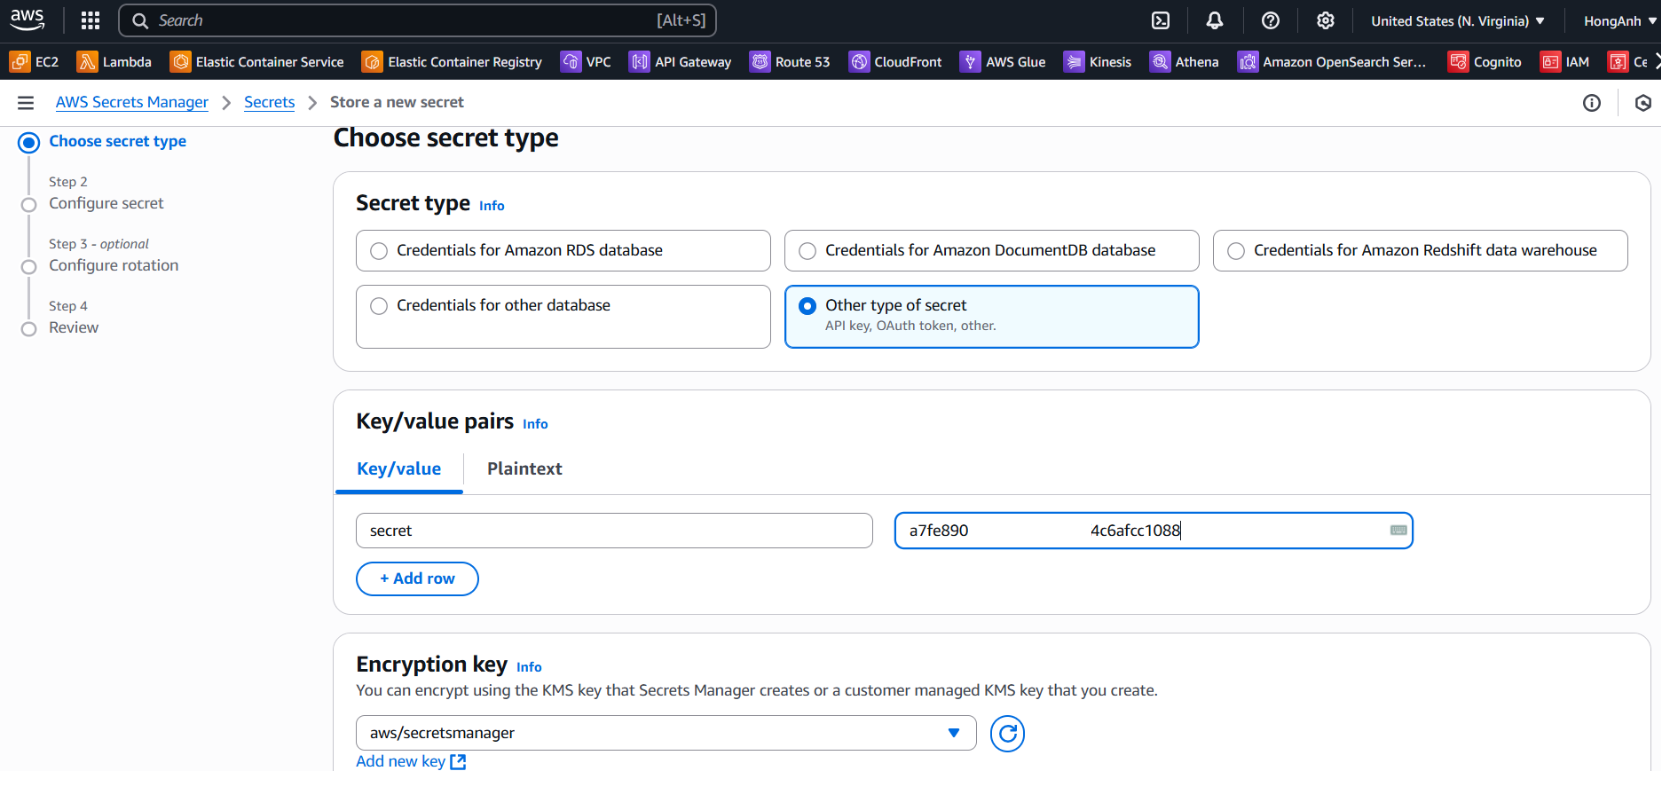 aws Search [Alt+S] United States (N. Virginia) HongAnh
EC2 Lambda Elastic Container Service Elastic Container Registry VPC API Gateway Route 53 CloudFront AWS Glue Kinesis Athena Amazon OpenSearch Ser... Cognito IAM Ce
AWS Secrets Manager Secrets Store a new secret
Choose secret type
Step 2
Configure secret
Step 3 - optional
Configure rotation
Step 4
Review
Choose secret type
Secret type Info
Credentials for Amazon RDS database
Credentials for Amazon DocumentDB database
Credentials for Amazon Redshift data warehouse
Credentials for other database
Other type of secret
API key, OAuth token, other.
Key/value pairs Info
Key/value Plaintext
secret a7fe890 4c6afcc1088
+ Add row
Encryption key Info
You can encrypt using the KMS key that Secrets Manager creates or a customer managed KMS key that you create.
aws/secretsmanager
Add new key